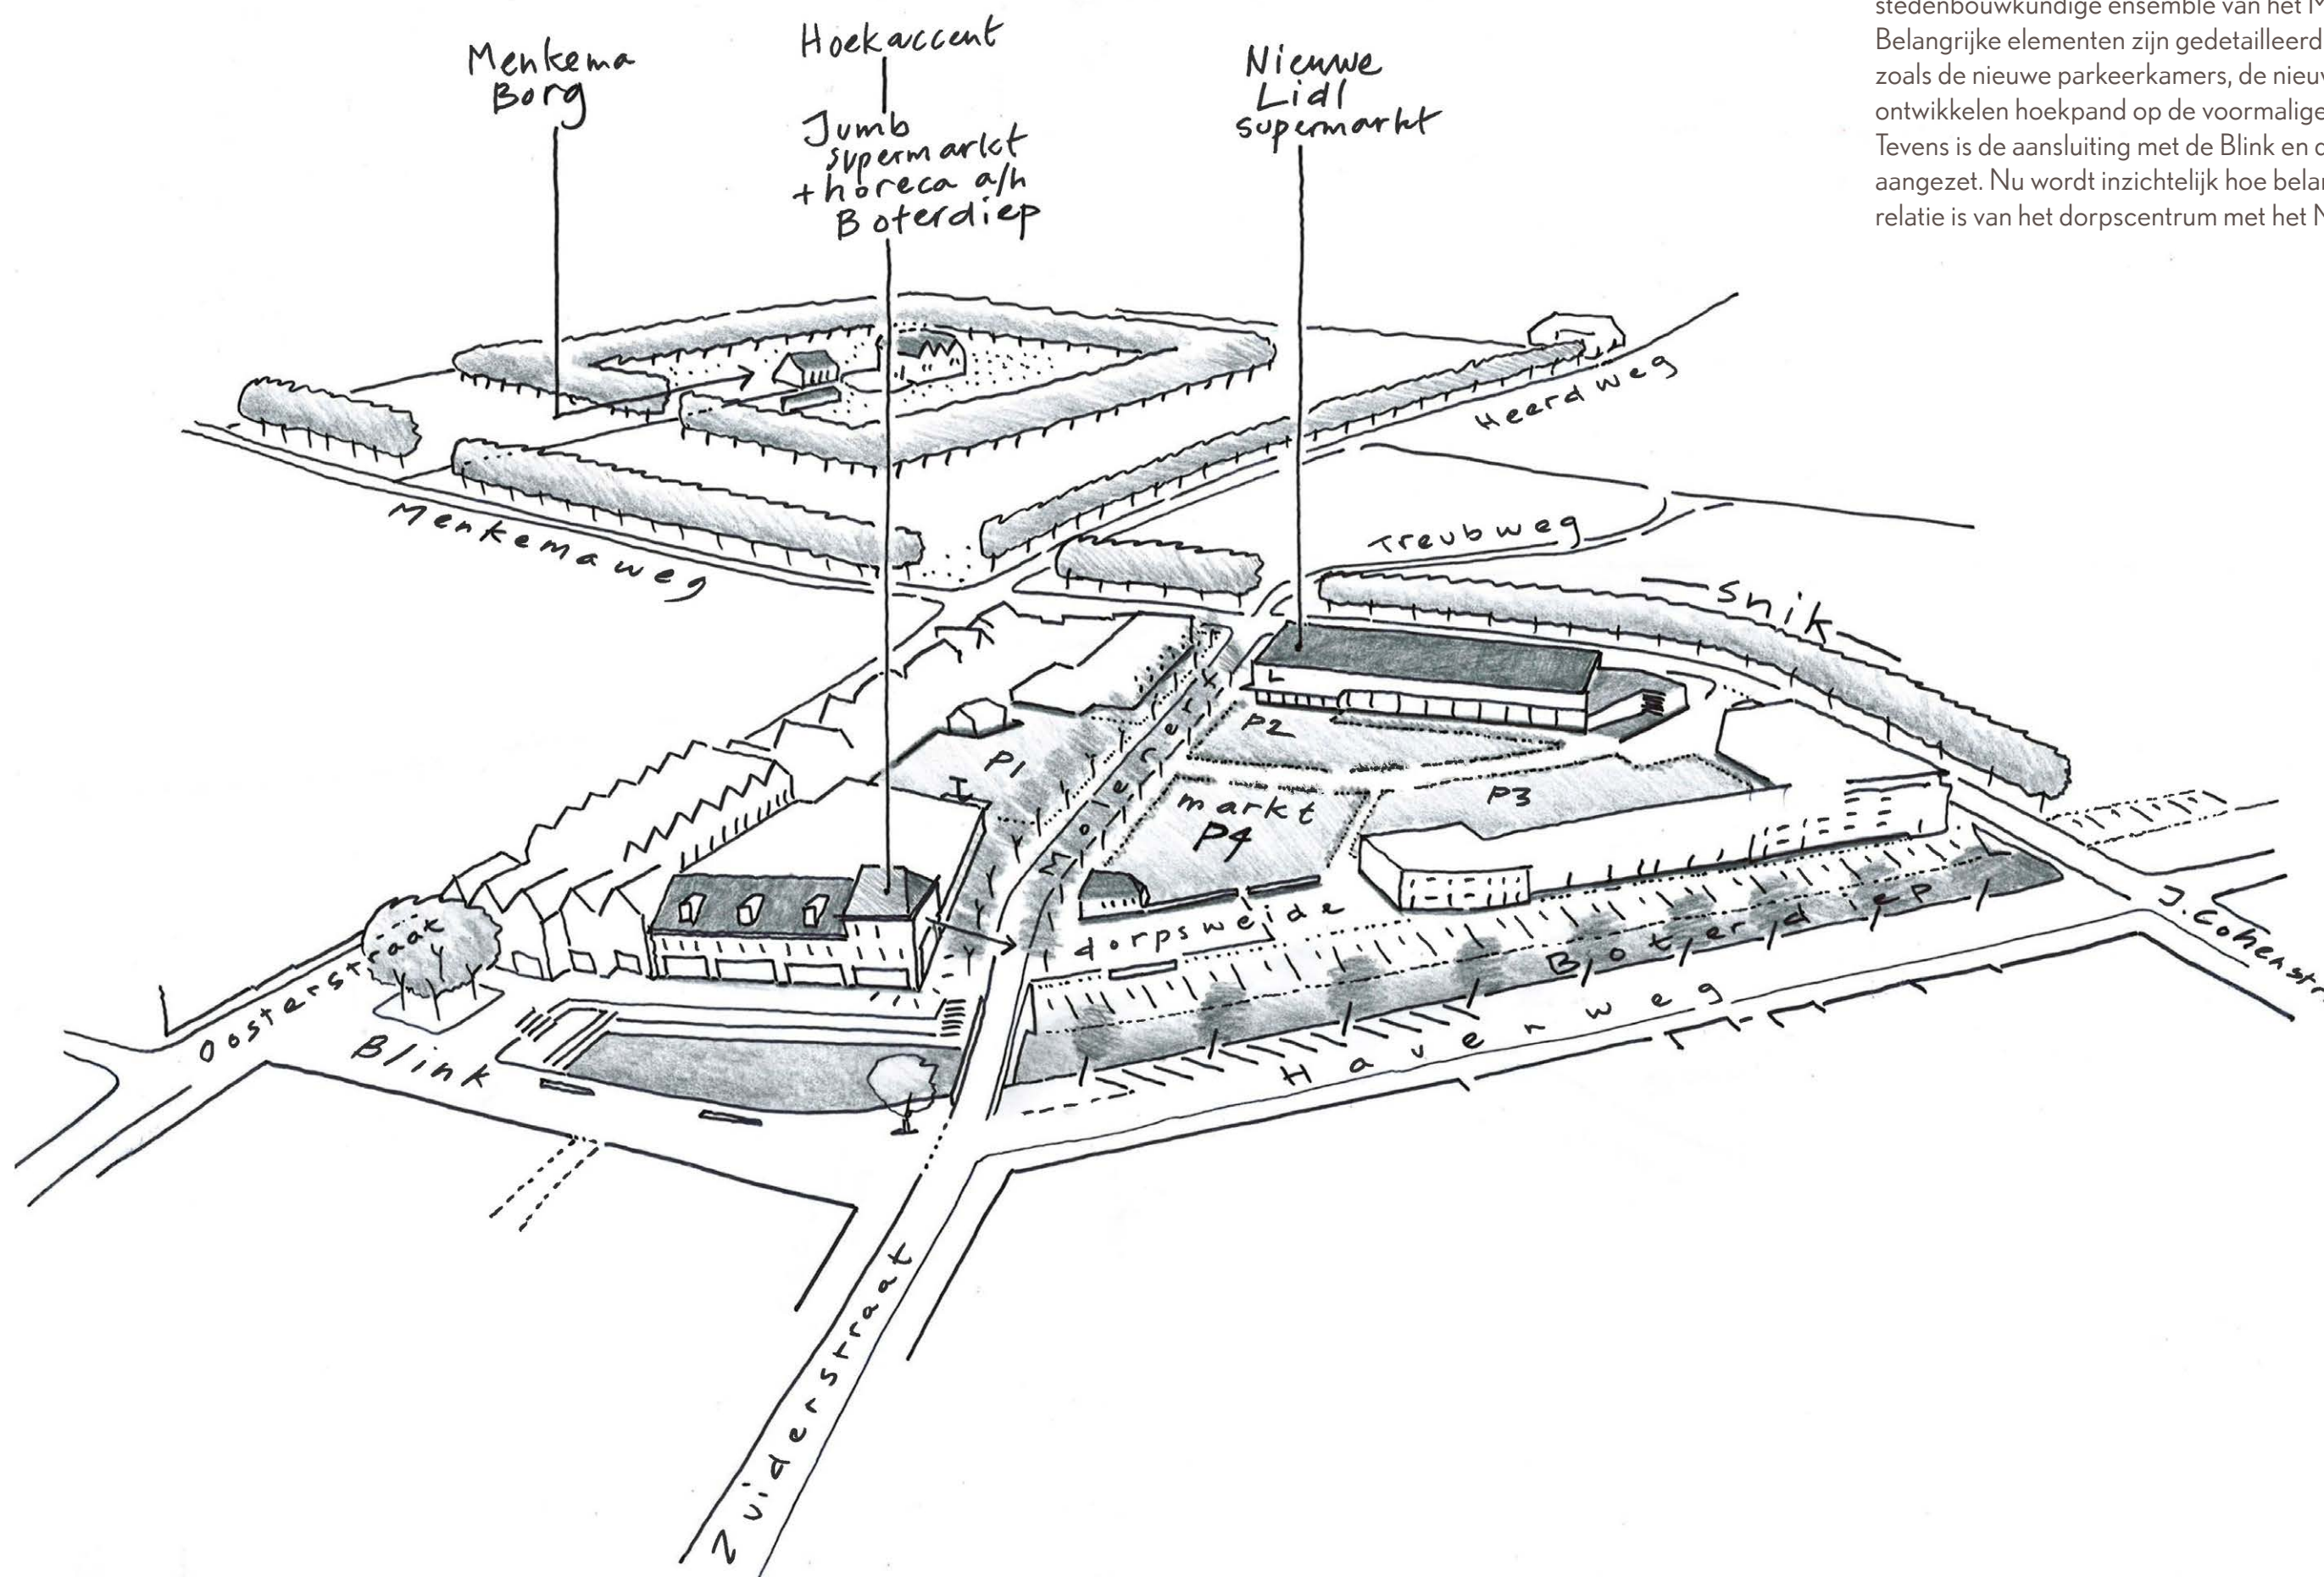 stedenbouwkundige ensemble van het M
Belangrijke elementen zijn gedetailleerd
zoals de nieuwe parkeerkamers, de nieuw
ontwikkelen hoekpand op de voormalige
Tevens is de aansluiting met de Blink en
aangezet. Nu wordt inzichtelijk hoe belan
relatie is van het dorpscentrum met het
Menkema
Borg
Hoekaccent
Jumb
supermarkt
+ horeca a/h
Boterdiep
Nieuwe
Lidl
supermarkt
Heerdweg
Menkemaweg
Treubweg
Snik
L
P2
P1
Molenerf
markt
P4
P3
dorpsweide
Boterdiep
J. Cohenstr
Oosterstraat
Blink
Havenweg
Zuiderstraat